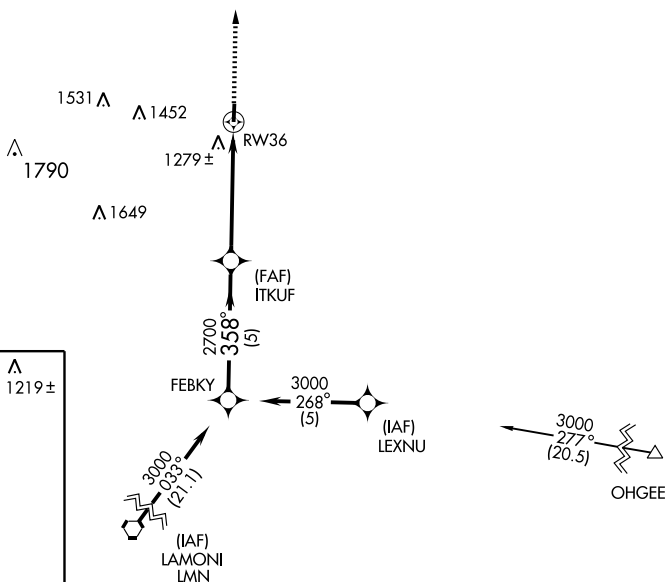 1531
1452
RW36
1279 ±
1790
1649
(FAF)
ITKUF
2700
358°
(5)
1219 ±
FEBKY
3000
268°
(5)
(IAF)
LEXNU
3000
277°
(20.5)
OHGEE
3000
033°
(21.1)
(IAF)
LAMONI
LMN